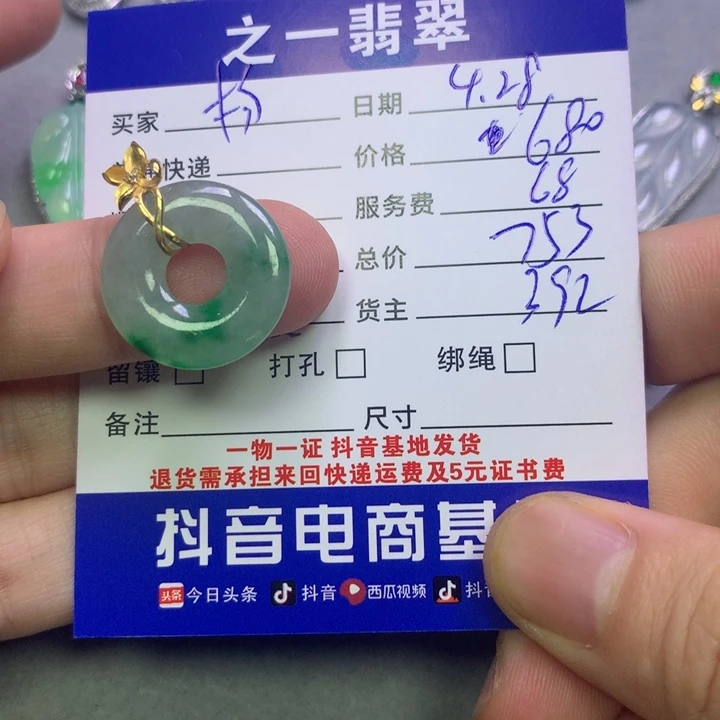 之一翡翠
买家 杨 日期 4.28
快递 价格 680
服务费 68
总价 753
货主 392
留镶 打孔 绑绳
备注 尺寸
一物一证 抖音基地发货
退货需承担来回快递运费及5元证书费
抖音电商基
头条 今日头条 抖音 西瓜视频 抖